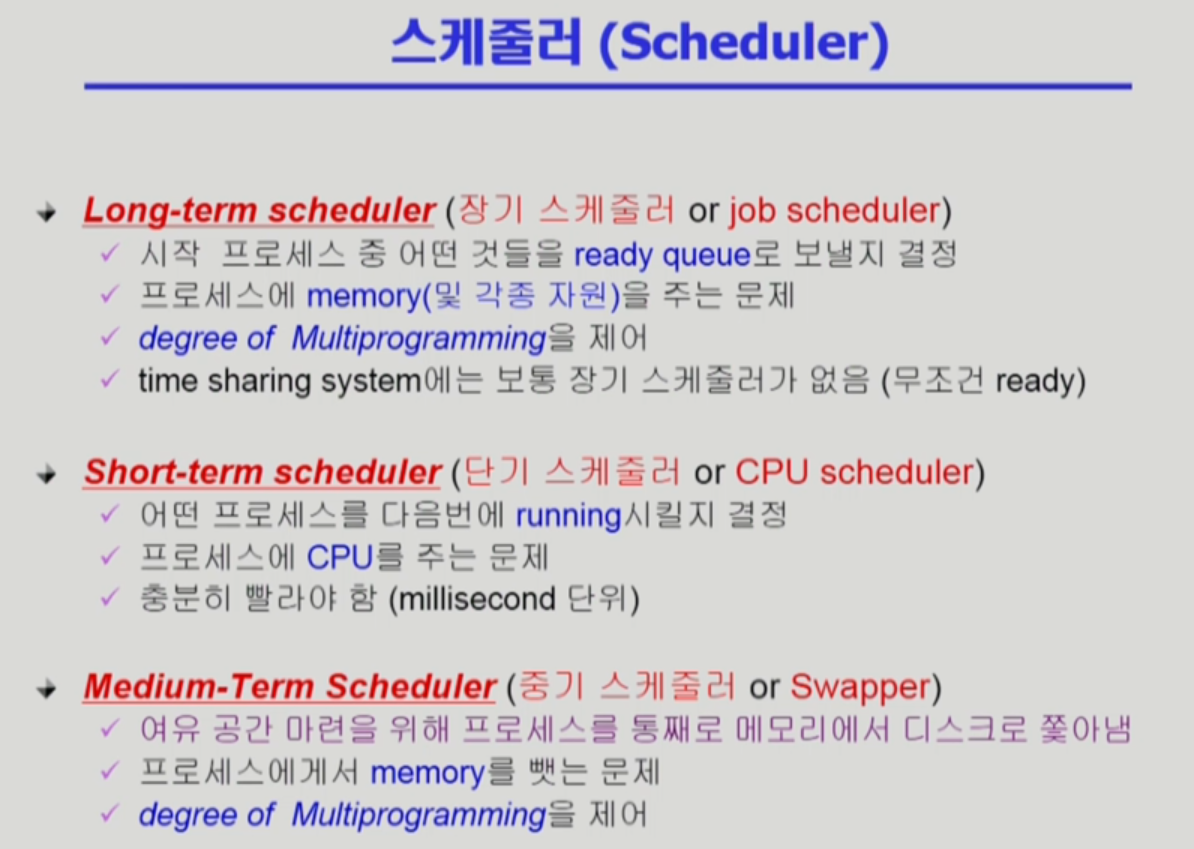 스케줄러 (Scheduler)
Long-term scheduler (장기 스케줄러 or job scheduler)
시작 프로세스 중 어떤 것들을 ready queue로 보낼지 결정
프로세스에 memory(및 각종 자원)을 주는 문제
degree of Multiprogramming을 제어
time sharing system에는 보통 장기 스케줄러가 없음 (무조건 ready)
Short-term scheduler (단기 스케줄러 or CPU scheduler)
어떤 프로세스를 다음번에 running시킬지 결정
프로세스에 CPU를 주는 문제
충분히 빨라야 함 (millisecond 단위)
Medium-Term Scheduler (중기 스케줄러 or Swapper)
여유 공간 마련을 위해 프로세스를 통째로 메모리에서 디스크로 쫓아냄
프로세스에게서 memory를 뺏는 문제
degree of Multiprogramming을 제어